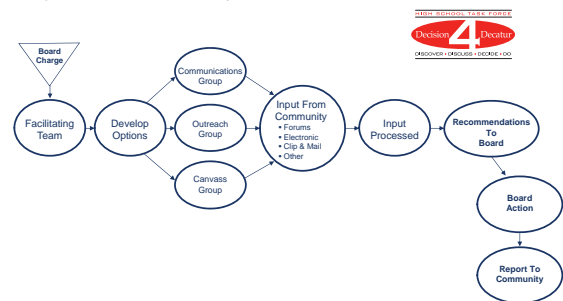 HIGH SCHOOL TASK FORCE
Decision 4 Decatur
DISCOVER • DISCUSS • DECIDE • DO
Board
Charge
Facilitating
Team
Develop
Options
Communications
Group
Outreach
Group
Canvass
Group
Input From
Community
• Forums
• Electronic
• Clip & Mail
• Other
Input
Processed
Recommendations
To
Board
Board
Action
Report To
Community